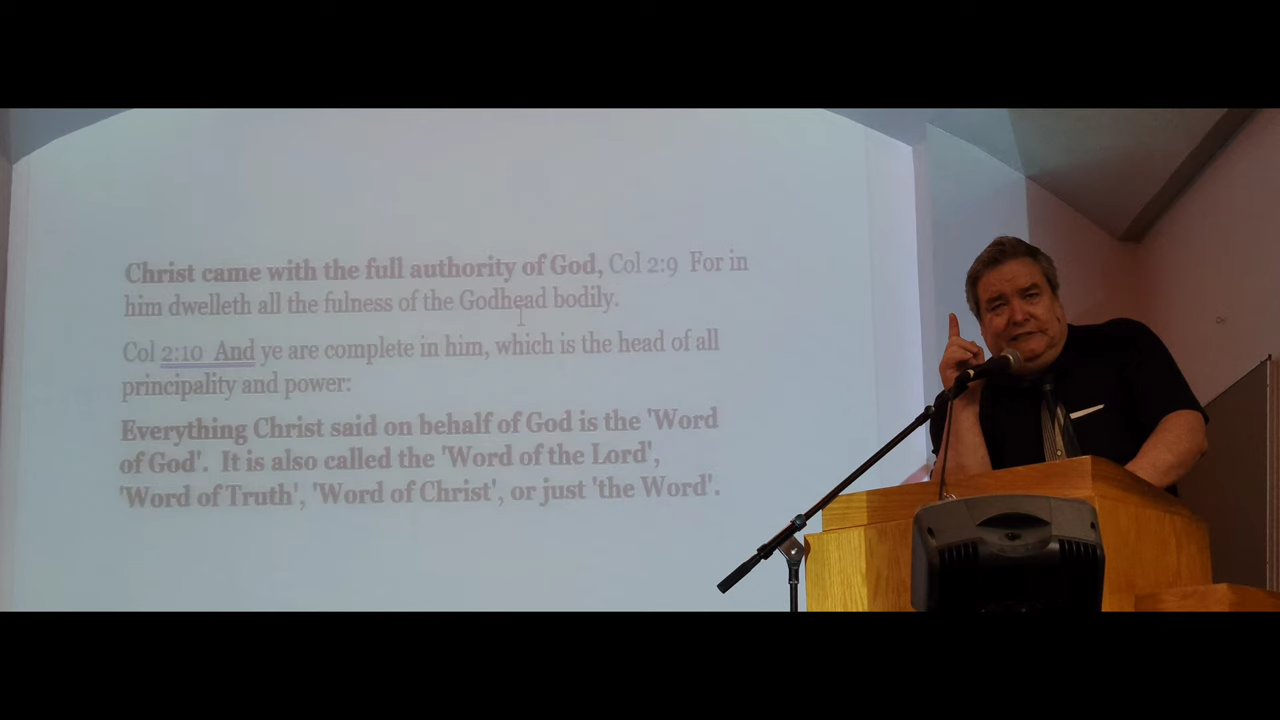 Christ came with the full authority of God, Col 2:9 For in
him dwelleth all the fulness of the Godhead bodily.
Col 2:10 And ye are complete in him, which is the head of all
principality and power:
Everything Christ said on behalf of God is the 'Word
of God'. It is also called the 'Word of the Lord',
'Word of Truth', 'Word of Christ', or just 'the Word'.